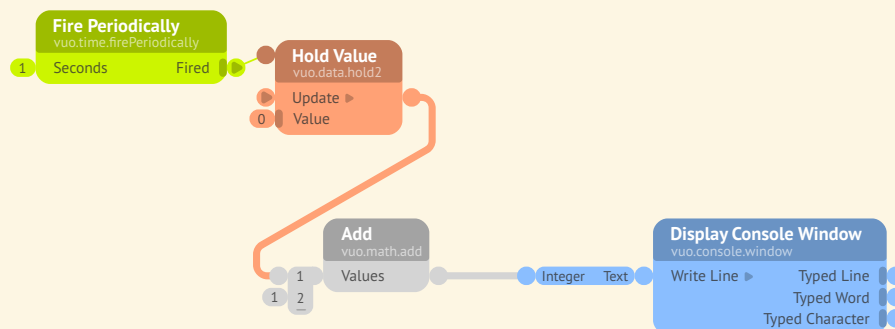 Fire Periodically
vuo.time.firePeriodically
1 Seconds Fired
Hold Value
vuo.data.hold2
Update
0 Value
Add
vuo.math.add
1 Values
1 2
Integer Text
Display Console Window
vuo.console.window
Write Line Typed Line
Typed Word
Typed Character